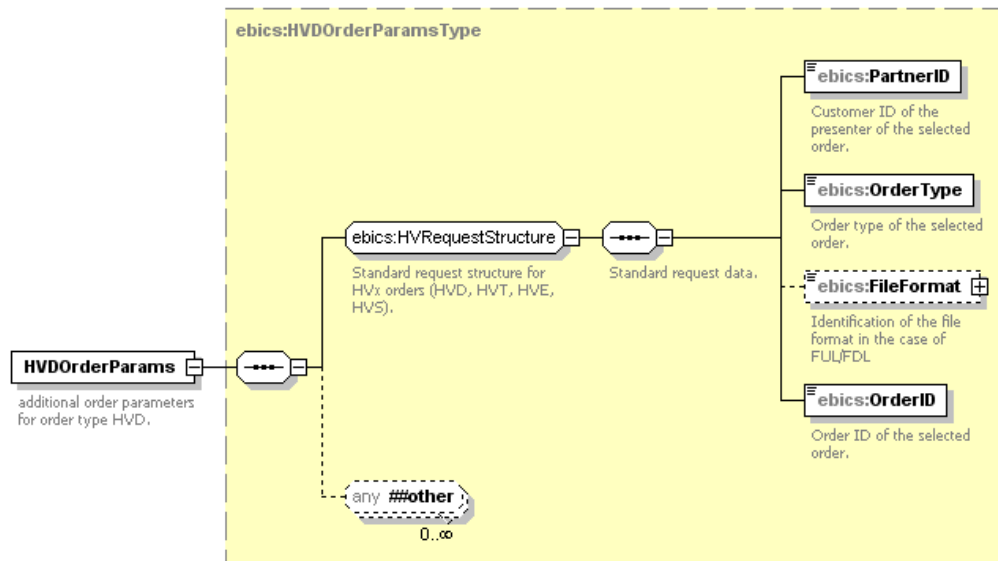 ebics:HVDOrderParamsType
ebics:PartnerID
Customer ID of the
presenter of the selected
order.
ebics:OrderType
Order type of the selected
order.
ebics:HVRequestStructure
Standard request structure for
HVx orders (HVD, HVT, HVE,
HVS).
Standard request data.
ebics:FileFormat
Identification of the file
format in the case of
FUL/FDL
HVDOrderParams
additional order parameters
for order type HVD.
ebics:OrderID
Order ID of the selected
order.
any ##other
0..∞